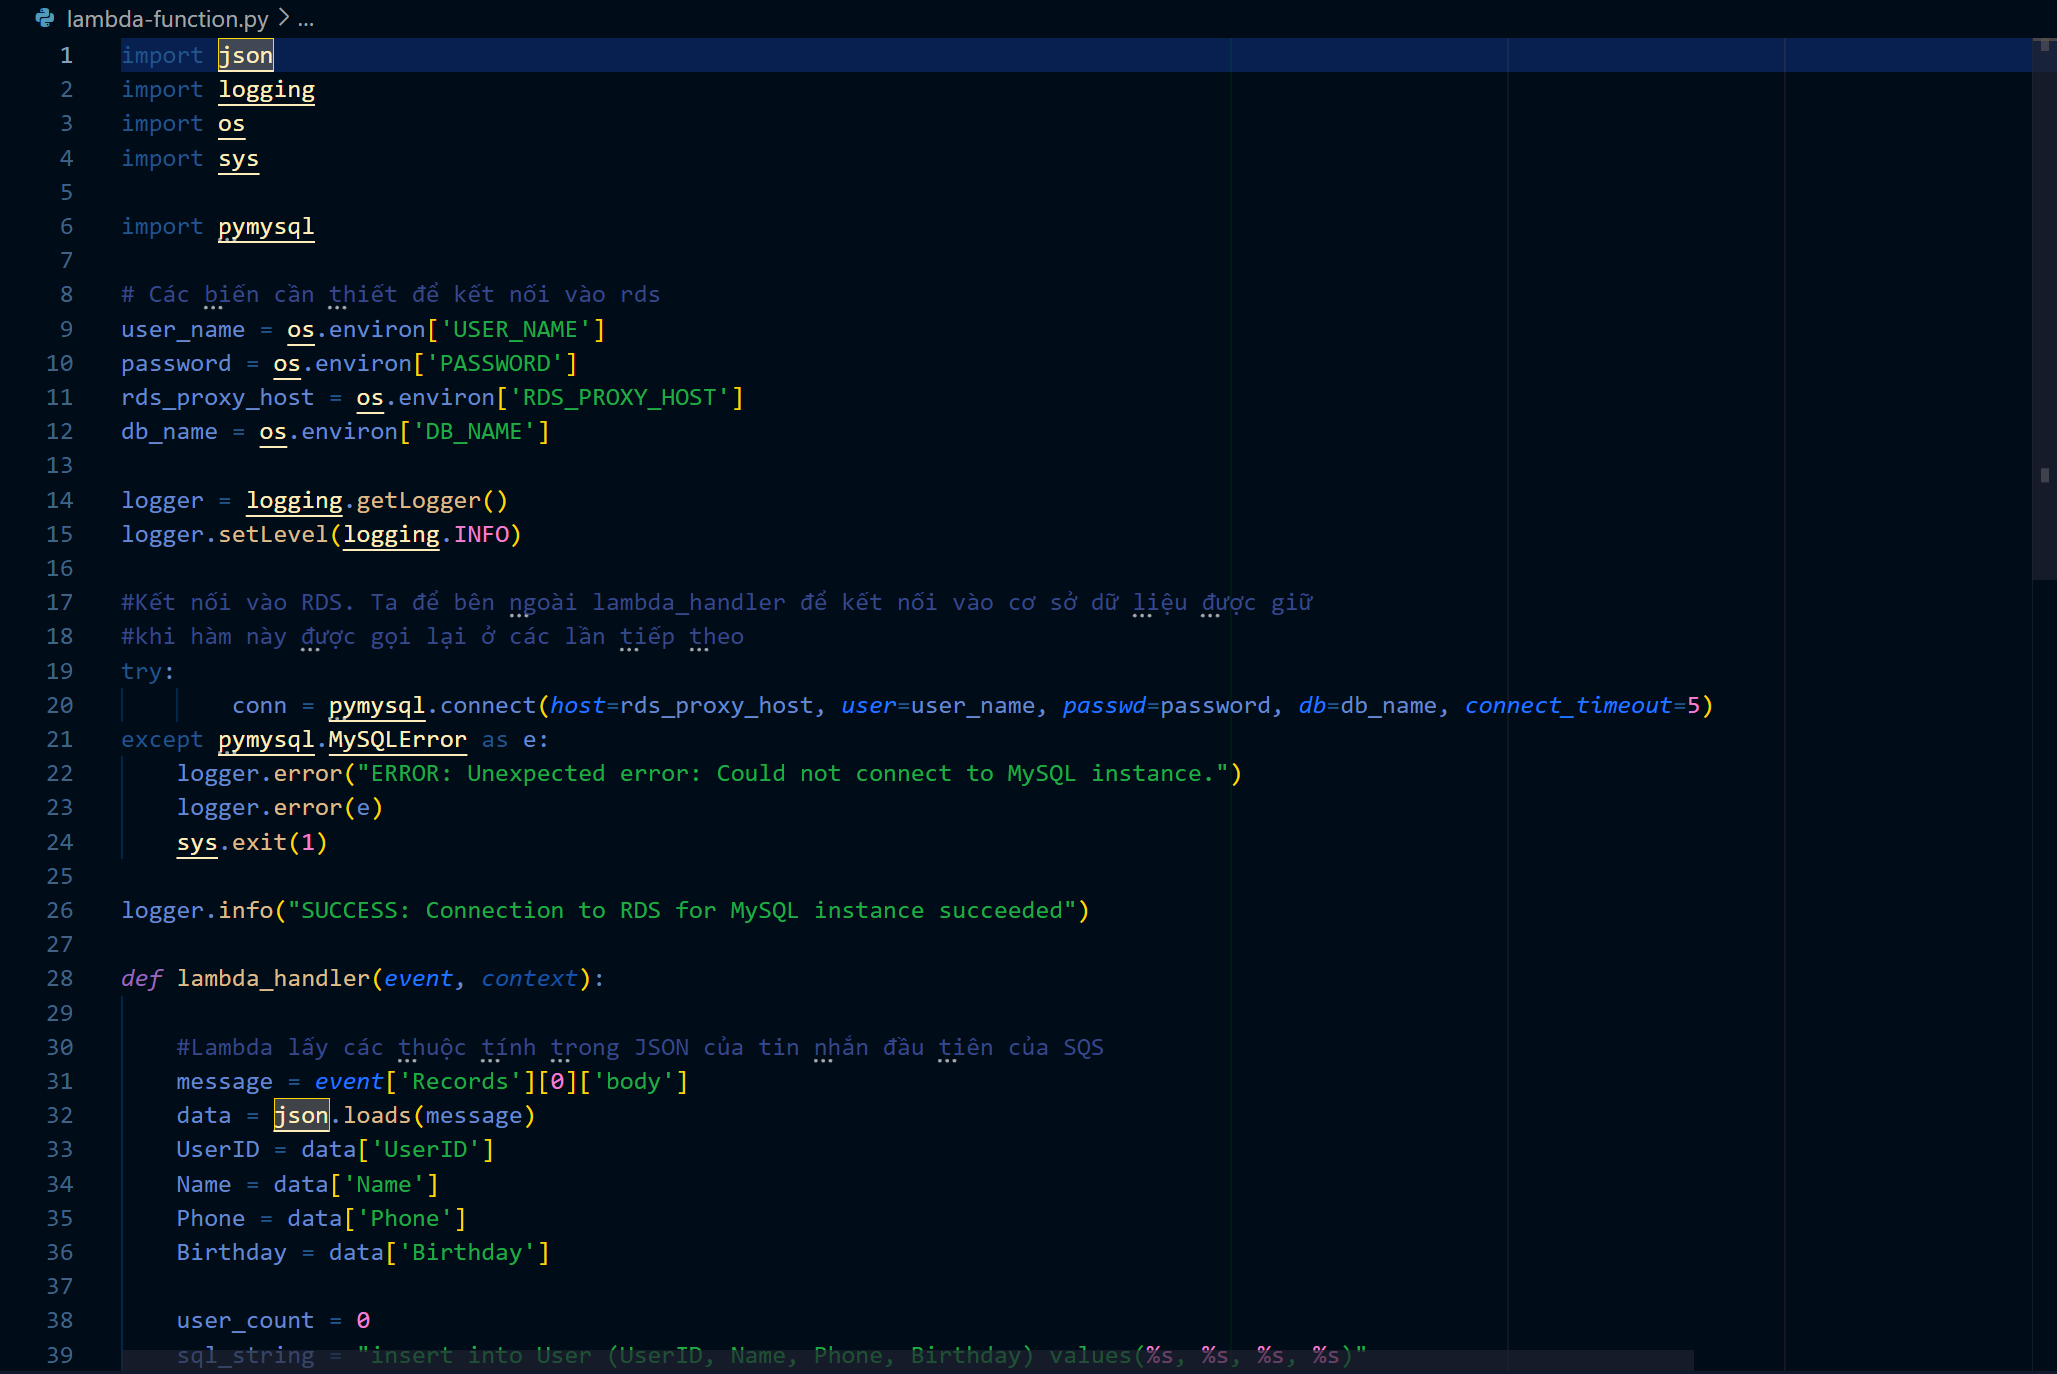 lambda-function.py > ...
1 import json
2 import logging
3 import os
4 import sys
5
6 import pymysql
7
8 # Các biến cần thiết để kết nối vào rds
9 user_name = os.environ['USER_NAME']
10 password = os.environ['PASSWORD']
11 rds_proxy_host = os.environ['RDS_PROXY_HOST']
12 db_name = os.environ['DB_NAME']
13
14 logger = logging.getLogger()
15 logger.setLevel(logging.INFO)
16
17 #Kết nối vào RDS. Ta để bên ngoài lambda_handler để kết nối vào cơ sở dữ liệu được giữ
18 #khi hàm này được gọi lại ở các lần tiếp theo
19 try:
20         conn = pymysql.connect(host=rds_proxy_host, user=user_name, passwd=password, db=db_name, connect_timeout=5)
21 except pymysql.MySQLError as e:
22     logger.error("ERROR: Unexpected error: Could not connect to MySQL instance.")
23     logger.error(e)
24     sys.exit(1)
25
26 logger.info("SUCCESS: Connection to RDS for MySQL instance succeeded")
27
28 def lambda_handler(event, context):
29
30     #Lambda lấy các thuộc tính trong JSON của tin nhắn đầu tiên của SQS
31     message = event['Records'][0]['body']
32     data = json.loads(message)
33     UserID = data['UserID']
34     Name = data['Name']
35     Phone = data['Phone']
36     Birthday = data['Birthday']
37
38     user_count = 0
39     sql_string = "insert into User (UserID, Name, Phone, Birthday) values(%s, %s, %s, %s)"